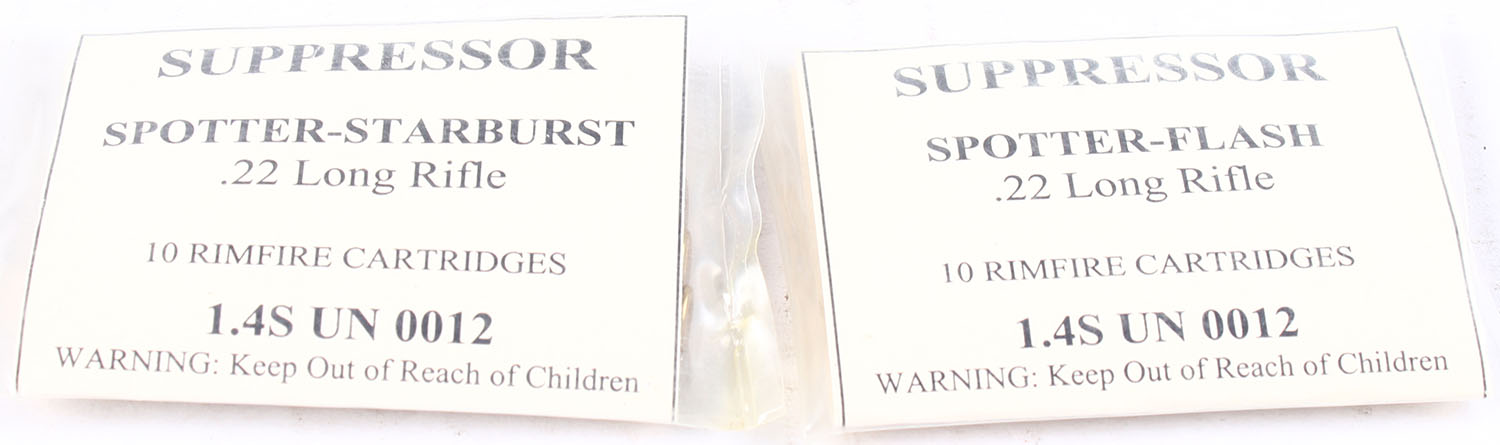 SUPPRESSOR
SPOTTER-STARBURST
.22 Long Rifle
10 RIMFIRE CARTRIDGES
1.4S UN 0012
WARNING: Keep Out of Reach of Children
SUPPRESSOR
SPOTTER-FLASH
.22 Long Rifle
10 RIMFIRE CARTRIDGES
1.4S UN 0012
WARNING: Keep Out of Reach of Children